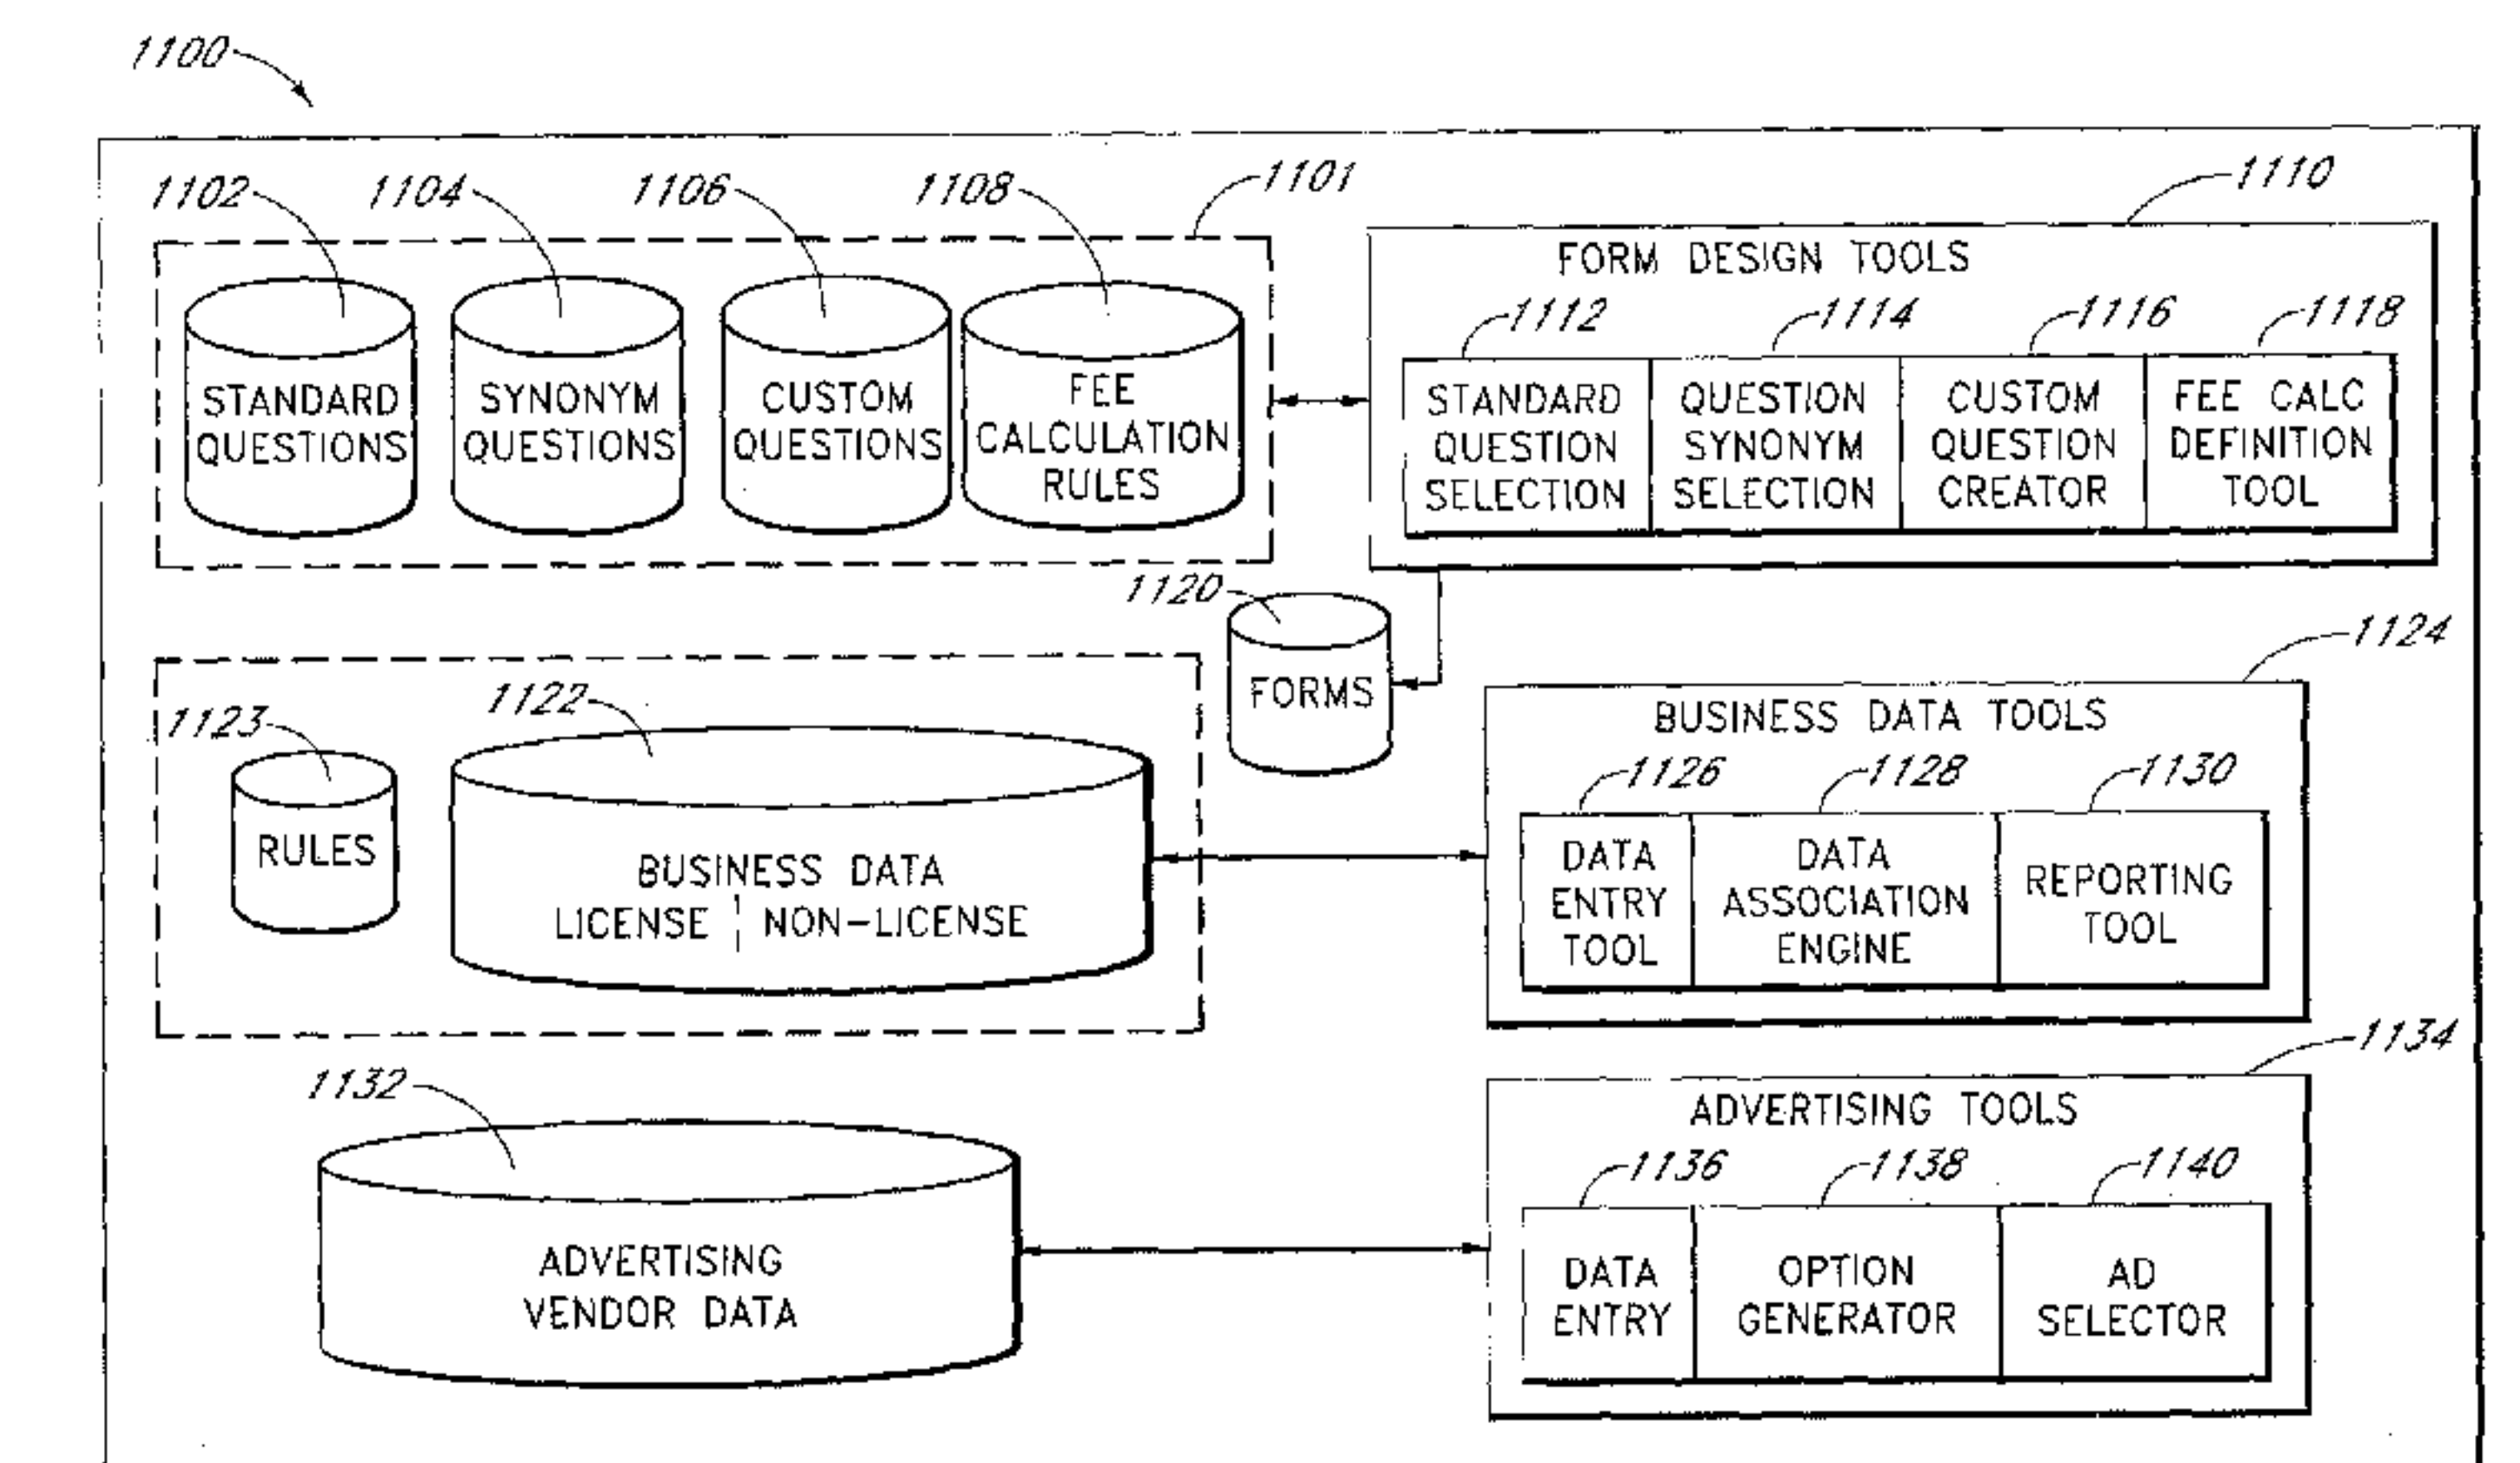 1100
1102 1104 1106 1108 1101 1110
FORM DESIGN TOOLS
1112 1114 1116 1118
STANDARD
QUESTIONS
SYNONYM
QUESTIONS
CUSTOM
QUESTIONS
FEE
CALCULATION
RULES
STANDARD
QUESTION
SELECTION
QUESTION
SYNONYM
SELECTION
CUSTOM
QUESTION
CREATOR
FEE CALC
DEFINITION
TOOL
1120
FORMS
1123
RULES
1122
BUSINESS DATA
LICENSE NON-LICENSE
1124
BUSINESS DATA TOOLS
1126 1128 1130
DATA
ENTRY
TOOL
DATA
ASSOCIATION
ENGINE
REPORTING
TOOL
1132
ADVERTISING
VENDOR DATA
1134
ADVERTISING TOOLS
1136 1138 1140
DATA
ENTRY
OPTION
GENERATOR
AD
SELECTOR